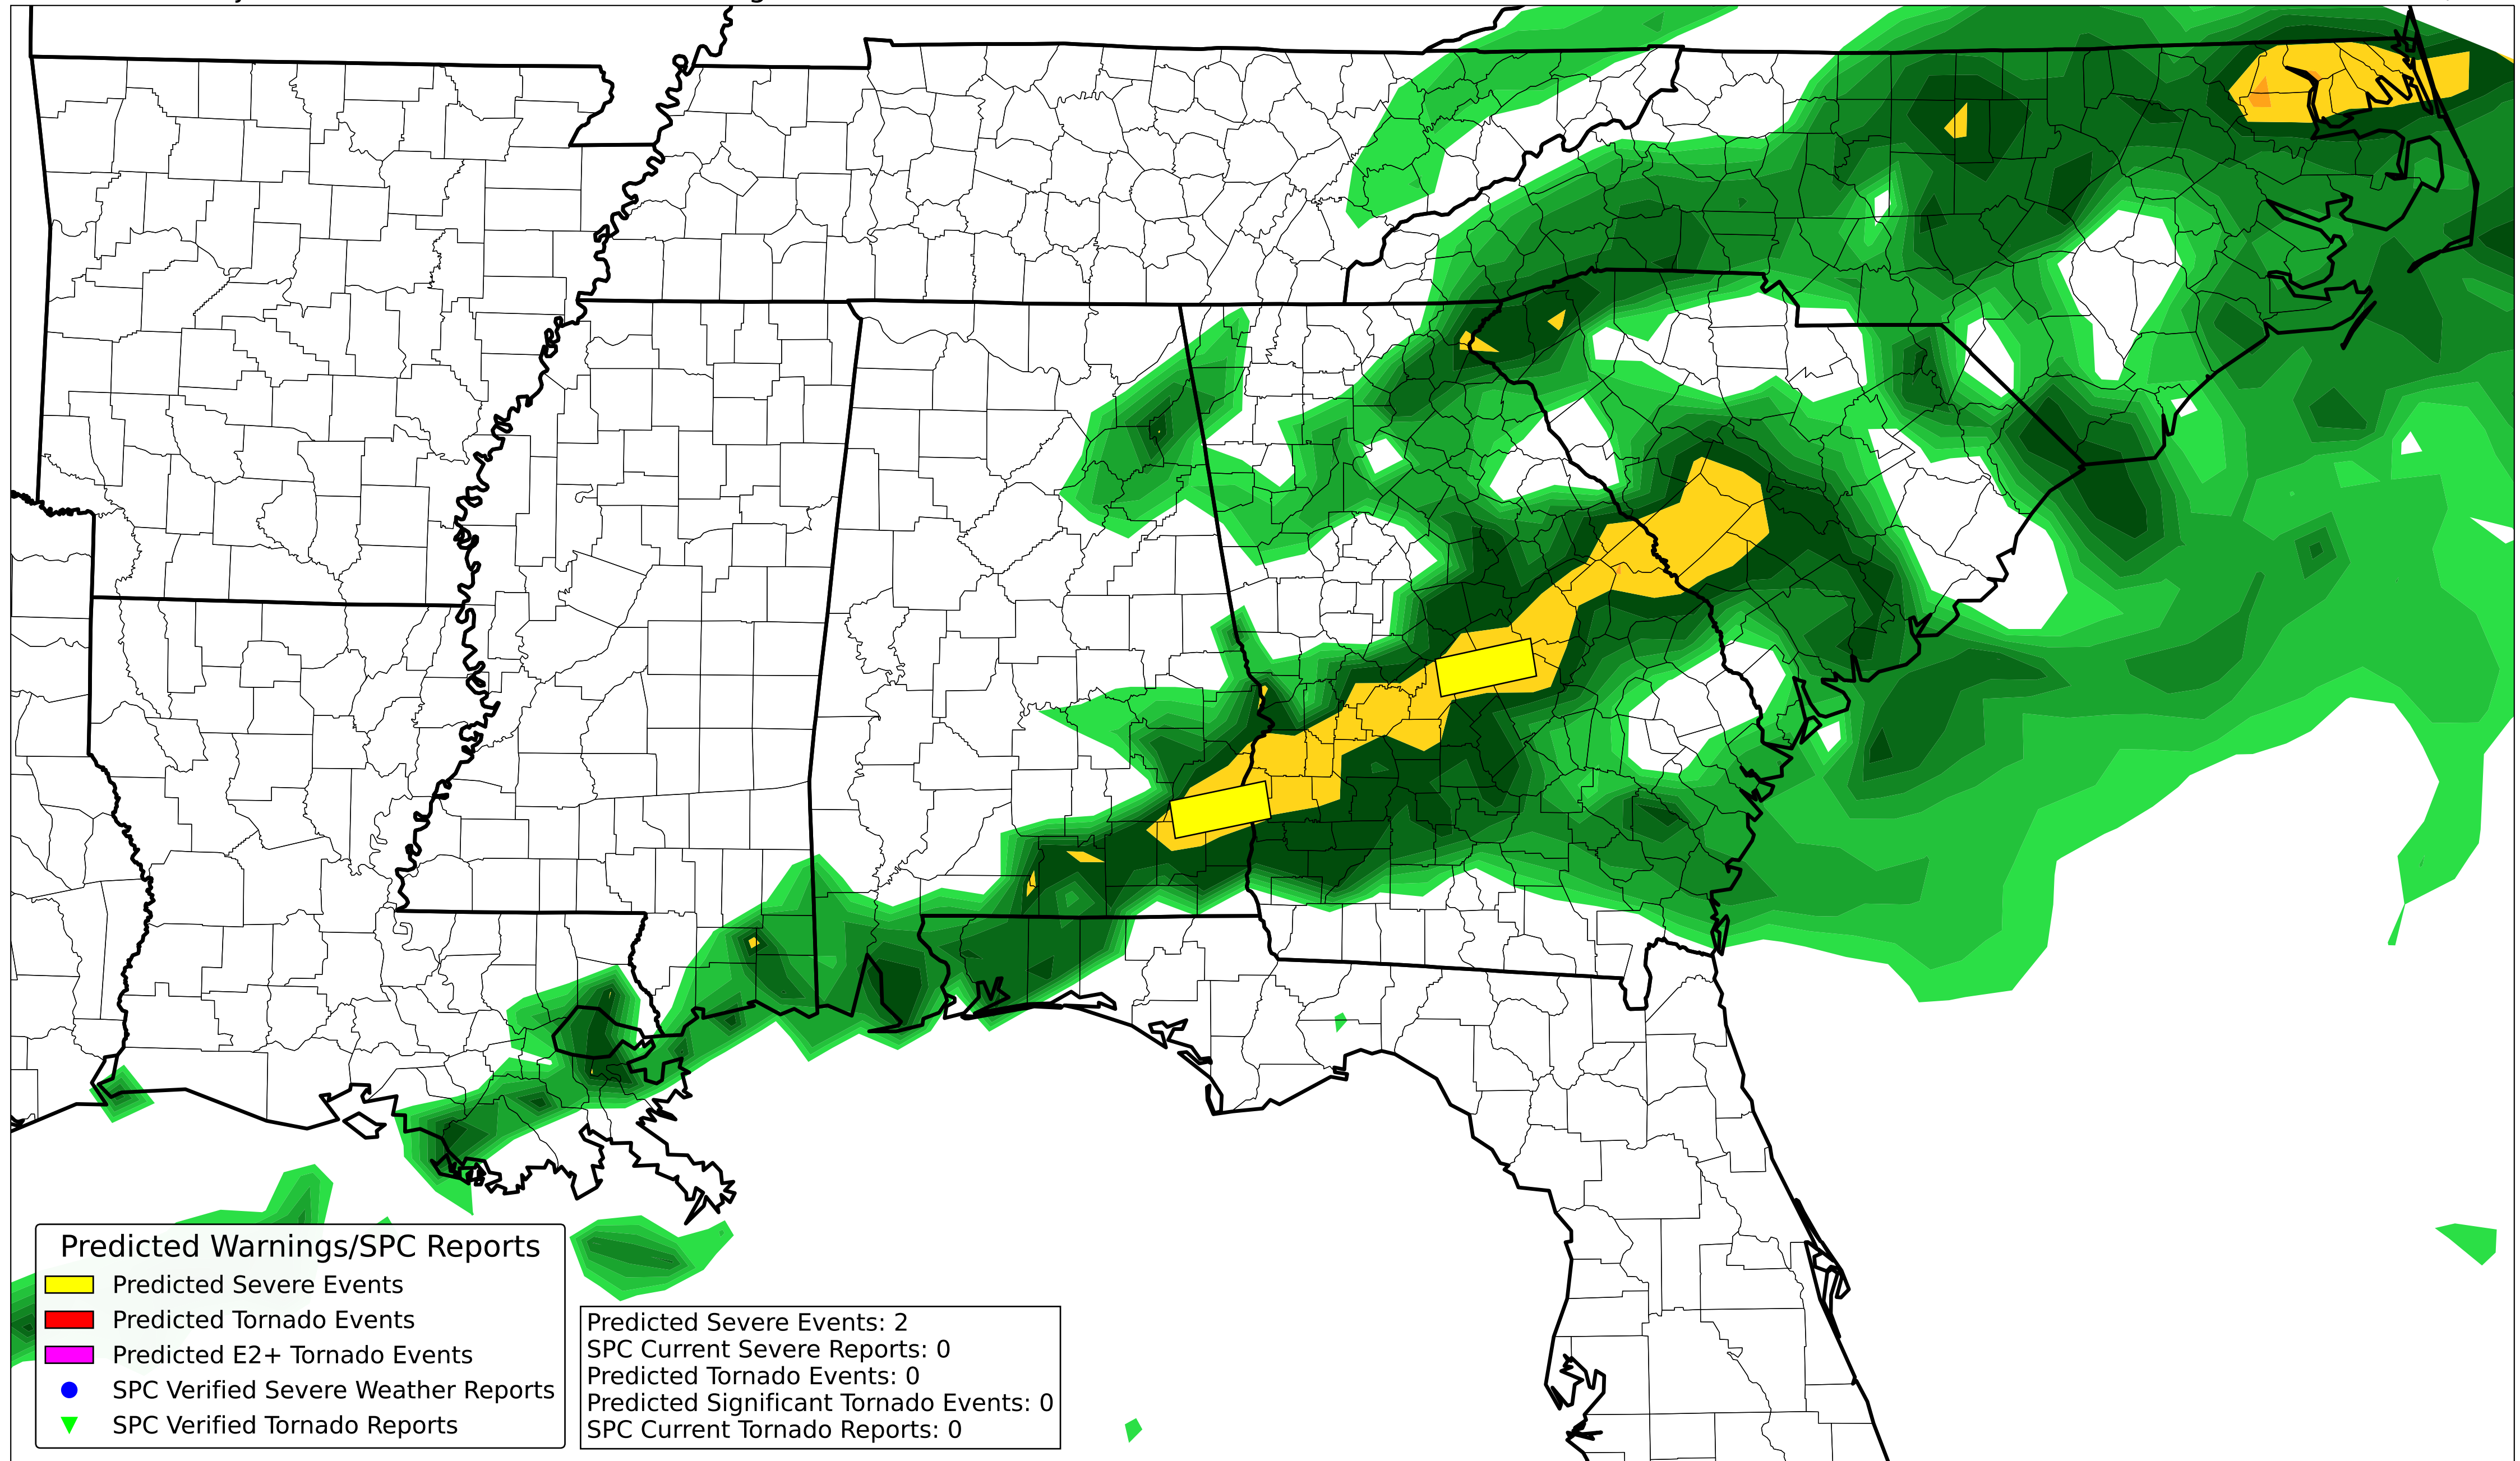 Predicted Warnings/SPC Reports
Predicted Severe Events
Predicted Tornado Events
Predicted E2+ Tornado Events
SPC Verified Severe Weather Reports
SPC Verified Tornado Reports
Predicted Severe Events: 2
SPC Current Severe Reports: 0
Predicted Tornado Events: 0
Predicted Significant Tornado Events: 0
SPC Current Tornado Reports: 0